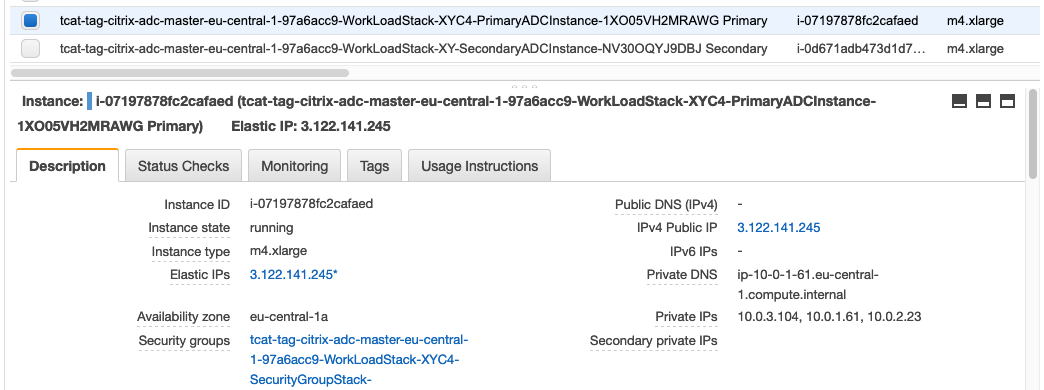 tcat-tag-citrix-adc-master-eu-central-1-97a6acc9-WorkLoadStack-XYC4-PrimaryADCInstance-1XO05VH2MRAWG Primary i-07197878fc2cafaed m4.xlarge
tcat-tag-citrix-adc-master-eu-central-1-97a6acc9-WorkLoadStack-XY-SecondaryADCInstance-NV30OQYJ9DBJ Secondary i-0d671adb473d1d7... m4.xlarge
Instance: i-07197878fc2cafaed (tcat-tag-citrix-adc-master-eu-central-1-97a6acc9-WorkLoadStack-XYC4-PrimaryADCInstance-
1XO05VH2MRAWG Primary) Elastic IP: 3.122.141.245
Description Status Checks Monitoring Tags Usage Instructions
Instance ID i-07197878fc2cafaed Public DNS (IPv4) -
Instance state running IPv4 Public IP 3.122.141.245
Instance type m4.xlarge IPv6 IPs -
Elastic IPs 3.122.141.245* Private DNS ip-10-0-1-61.eu-central-
1.compute.internal
Availability zone eu-central-1a Private IPs 10.0.3.104, 10.0.1.61, 10.0.2.23
Security groups tcat-tag-citrix-adc-master-eu-central- Secondary private IPs
1-97a6acc9-WorkLoadStack-XYC4-
SecurityGroupStack-